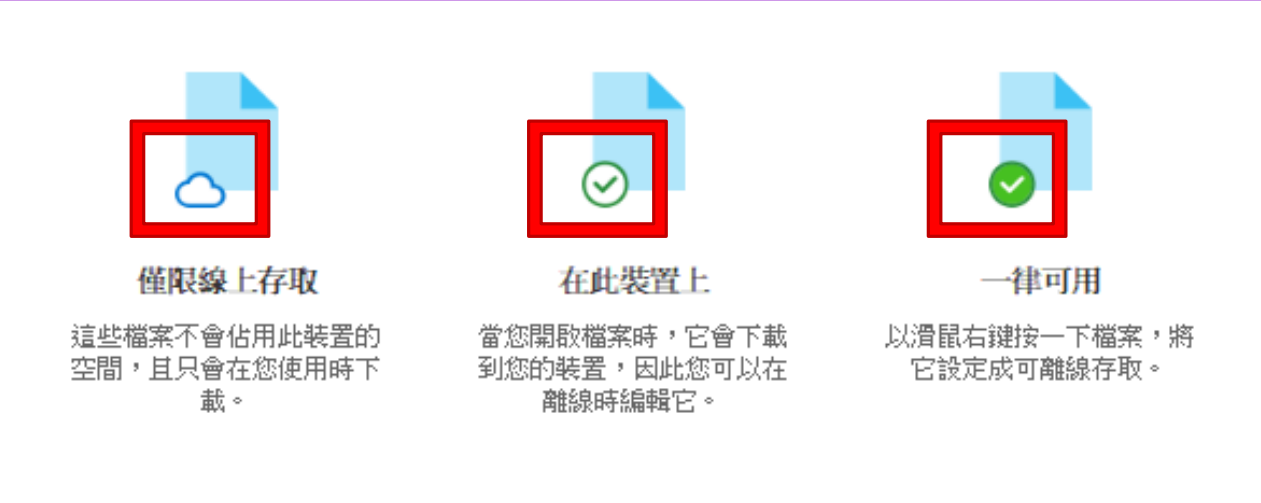 僅限線上存取
這些檔案不會佔用此裝置的
空間，且只會在您使用時下
載。
在此裝置上
當您開啟檔案時，它會下載
到您的裝置，因此您可以在
離線時編輯它。
一律可用
以滑鼠右鍵按一下檔案，將
它設定成可離線存取。